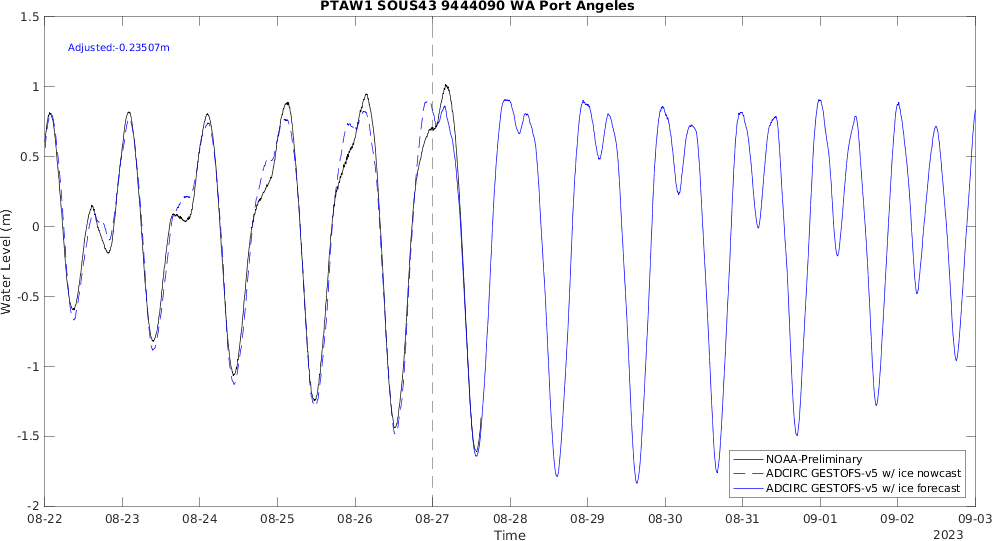 PTAW1 SOUS43 9444090 WA Port Angeles
1.5
Adjusted:-0.23507m
1
0.5
0
Water Level (m)
-0.5
-1
-1.5
-2
NOAA-Preliminary
ADCIRC GESTOFS-v5 w/ ice nowcast
ADCIRC GESTOFS-v5 w/ ice forecast
08-22 08-23 08-24 08-25 08-26 08-27 08-28 08-29 08-30 08-31 09-01 09-02 09-03
Time
2023